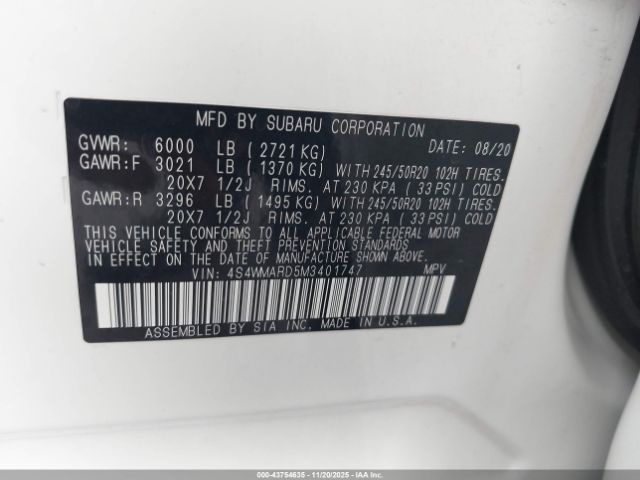 MFD BY SUBARU CORPORATION
GVWR: 6000 LB ( 2721 KG) DATE: 08/20
GAWR:F 3021 LB ( 1370 KG) WITH 245/50R20 102H TIRES.
20X7 1/2J RIMS. AT 230 KPA ( 33 PSI) COLD
GAWR:R 3296 LB ( 1495 KG) WITH 245/50R20 102H TIRES.
20X7 1/2J RIMS. AT 230 KPA ( 33 PSI) COLD
THIS VEHICLE CONFORMS TO ALL APPLICABLE FEDERAL MOTOR
VEHICLE SAFETY AND THEFT PREVENTION STANDARDS
IN EFFECT ON THE DATE OF MANUFACTURE SHOWN ABOVE.
VIN: 4S4WMARD5M3401747 MPV
ASSEMBLED BY SIA INC. MADE IN U.S.A.
000-43754635 - 11/20/2025 - IAAI.com